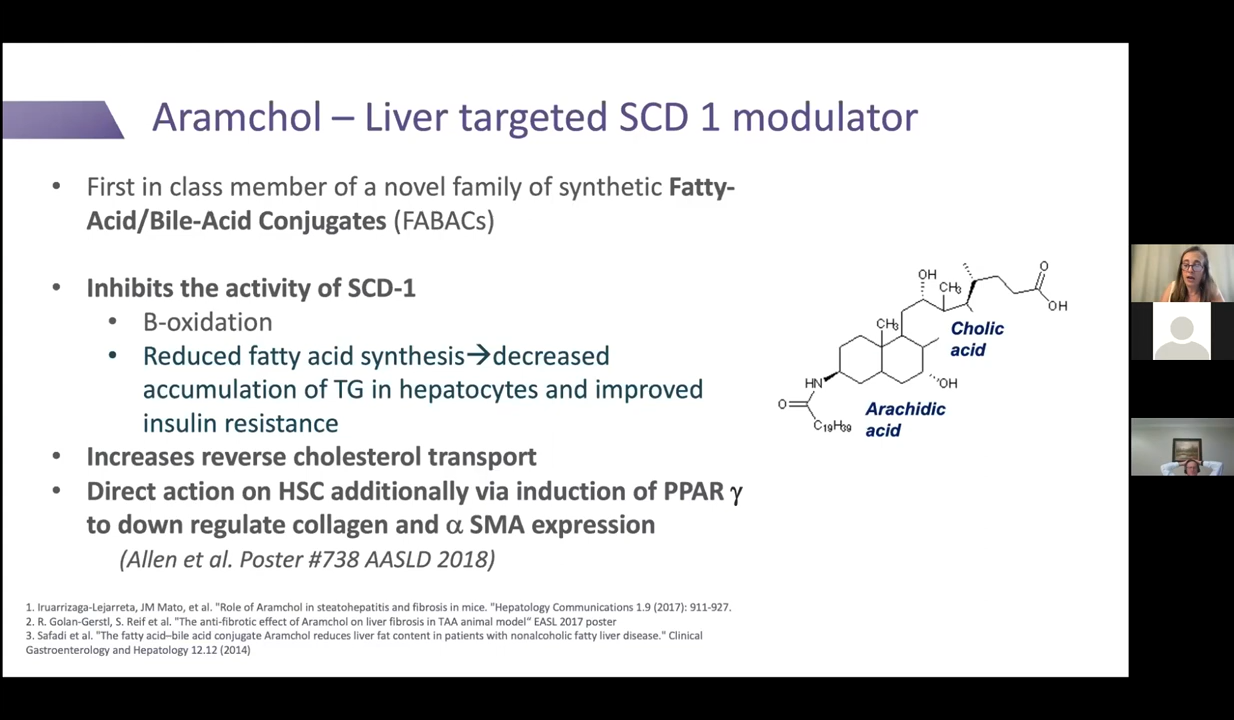 Aramchol – Liver targeted SCD 1 modulator
• First in class member of a novel family of synthetic Fatty-
Acid/Bile-Acid Conjugates (FABACs)
• Inhibits the activity of SCD-1
• B-oxidation
• Reduced fatty acid synthesis→decreased
accumulation of TG in hepatocytes and improved
insulin resistance
• Increases reverse cholesterol transport
• Direct action on HSC additionally via induction of PPAR γ
to down regulate collagen and α SMA expression
(Allen et al. Poster #738 AASLD 2018)
OH
CH₃
O
OH
CH₃
Cholic
acid
HN
OH
O
C₁₉H₃₉
Arachidic
acid
1. Iruarrizaga-Lejarreta, JM Mato, et al. "Role of Aramchol in steatohepatitis and fibrosis in mice. "Hepatology Communications 1.9 (2017): 911-927.
2. R. Golan-Gerstl, S. Reif et al. "The anti-fibrotic effect of Aramchol on liver fibrosis in TAA animal model" EASL 2017 poster
3. Safadi et al. "The fatty acid–bile acid conjugate Aramchol reduces liver fat content in patients with nonalcoholic fatty liver disease." Clinical
Gastroenterology and Hepatology 12.12 (2014)